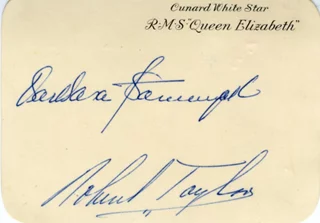 Cunard White Star
R·M·S "Queen Elizabeth"
Barbara Stanwyck
Robert Taylor